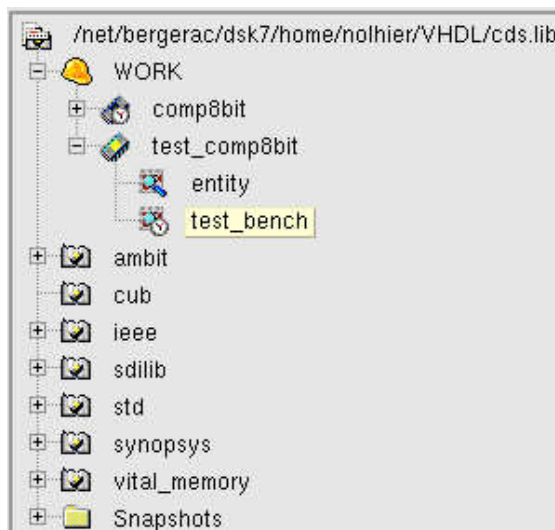 /net/bergerac/dsk7/home/nolhier/VHDL/cds.lib
WORK
comp8bit
test_comp8bit
entity
test_bench
ambit
cub
ieee
sdilib
std
synopsys
vital_memory
Snapshots